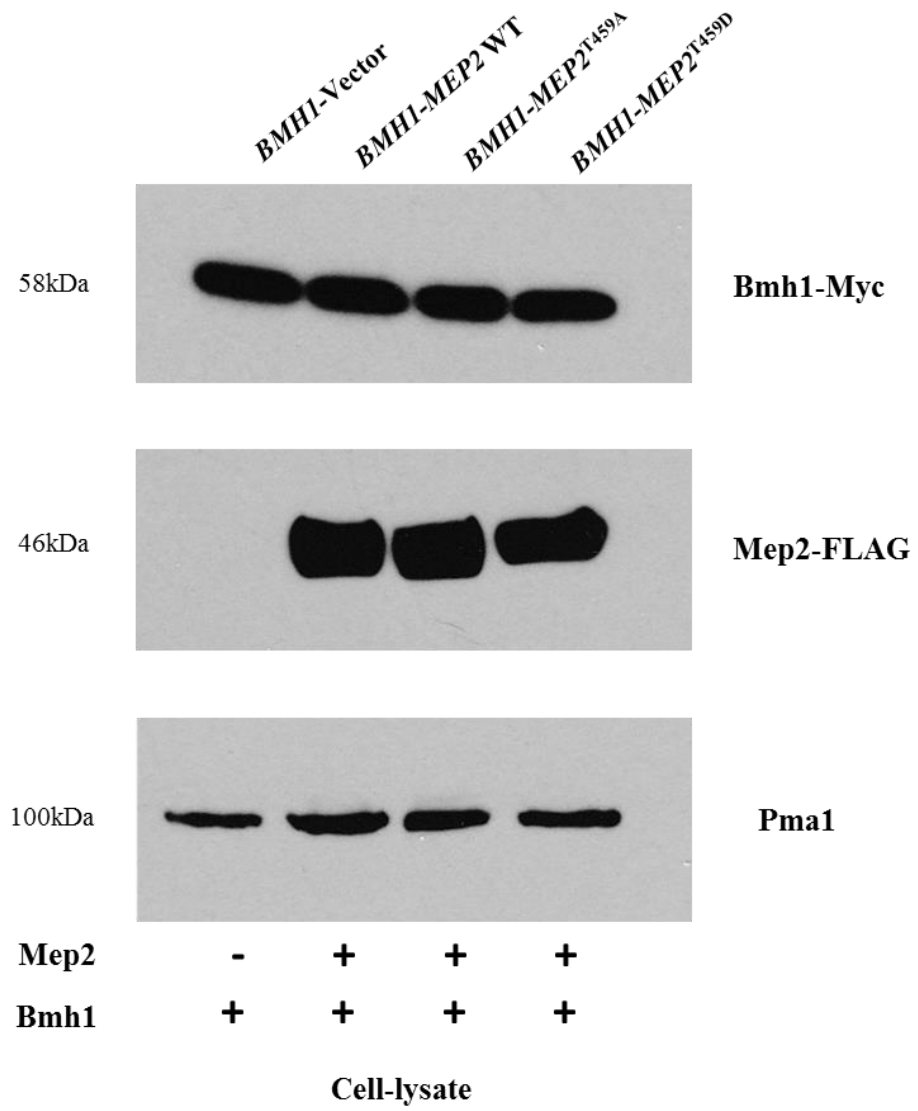 BMH1-Vector
BMH1-MEP2 WT
BMH1-MEP2T459A
BMH1-MEP2T459D
58kDa
Bmh1-Myc
46kDa
Mep2-FLAG
100kDa
Pma1
Mep2 - + + +
Bmh1 + + + +
Cell-lysate